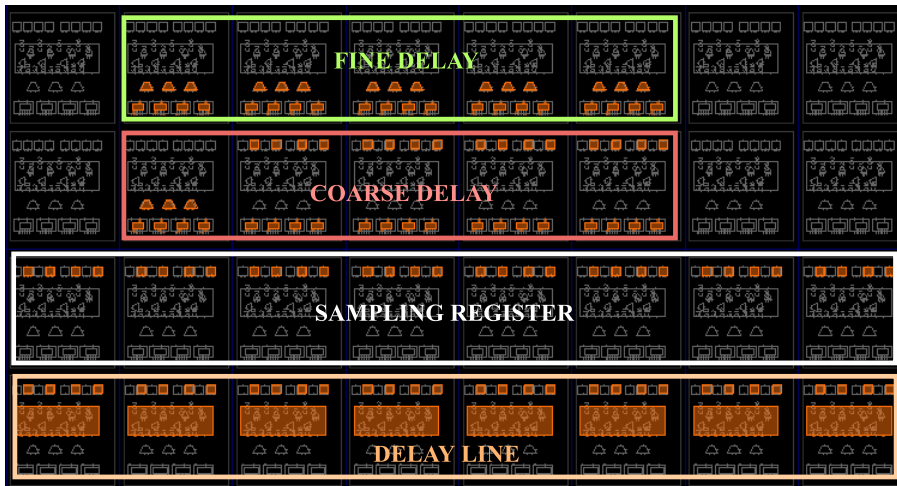 FINE DELAY
COARSE DELAY
SAMPLING REGISTER
DELAY LINE